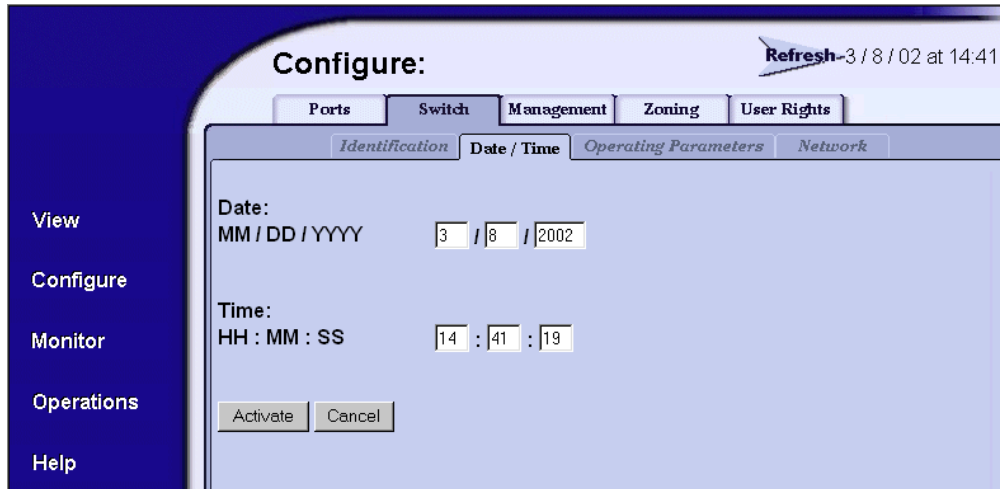 Configure:
Refresh-3 / 8 / 02 at 14:41
Ports Switch Management Zoning User Rights
Identification Date / Time Operating Parameters Network
View
Configure
Monitor
Operations
Help
Date:
MM / DD / YYYY 3 / 8 / 2002
Time:
HH : MM : SS 14 : 41 : 19
Activate Cancel